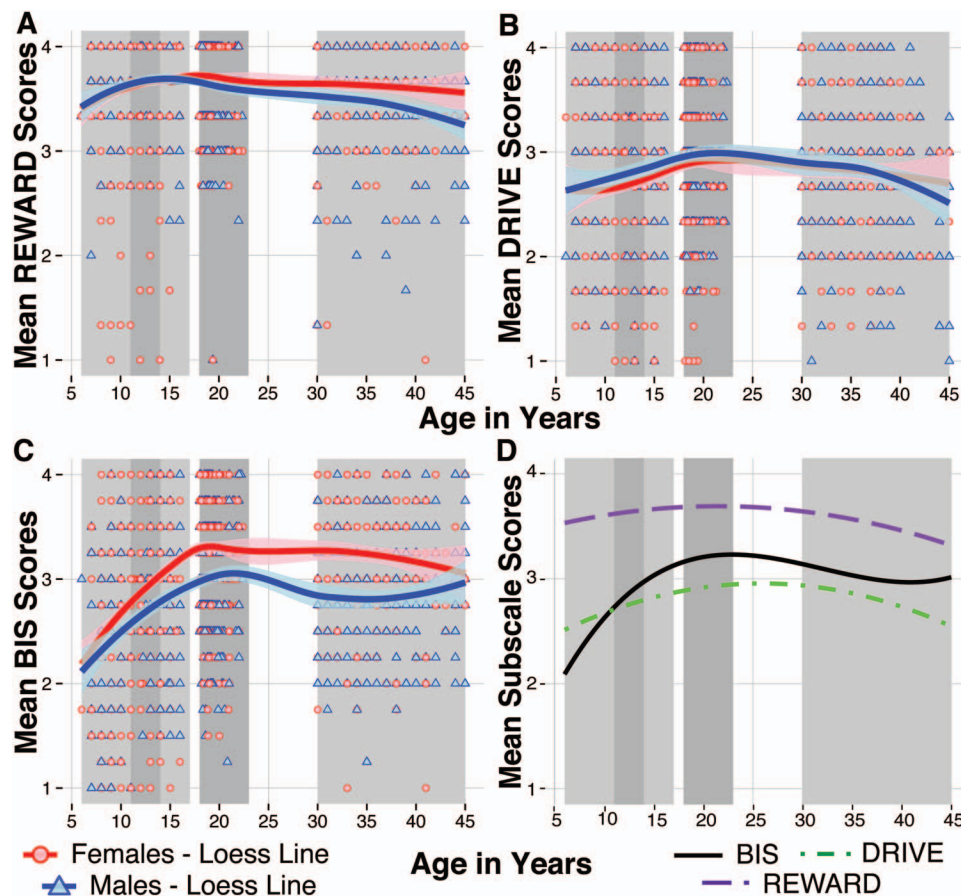 A
Mean REWARD Scores
4
3
2
1
5 10 15 20 25 30 35 40 45
B
Mean DRIVE Scores
4
3
2
1
5 10 15 20 25 30 35 40 45
Age in Years
C
Mean BIS Scores
4
3
2
1
5 10 15 20 25 30 35 40 45
D
Mean Subscale Scores
4
3
2
1
5 10 15 20 25 30 35 40 45
Age in Years
Females - Loess Line
Males - Loess Line
BIS DRIVE
REWARD